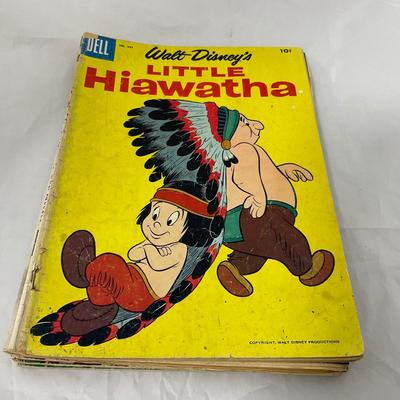 DELL
Walt Disney's
10¢
LITTLE
Hiawatha
COPYRIGHT, WALT DISNEY PRODUCTIONS